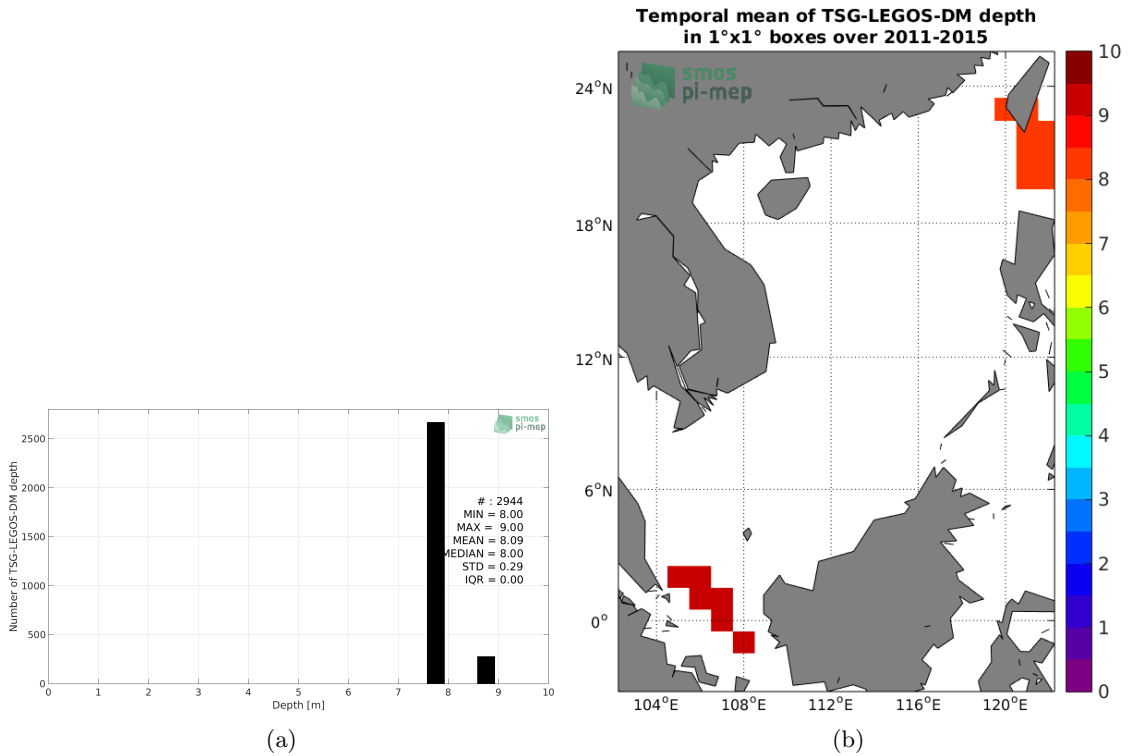 Temporal mean of TSG-LEGOS-DM depth
in 1°x1° boxes over 2011-2015
smos
pi-mep
24°N
18°N
12°N
6°N
0°
104°E
108°E
112°E
116°E
120°E
10
9
8
7
6
5
4
3
2
1
0
smos
pi-mep
Number of TSG-LEGOS-DM depth
2500
2000
1500
1000
500
0
# : 2944
MIN = 8.00
MAX = 9.00
MEAN = 8.09
MEDIAN = 8.00
STD = 0.29
IQR = 0.00
0 1 2 3 4 5 6 7 8 9 10
Depth [m]
(a)
(b)